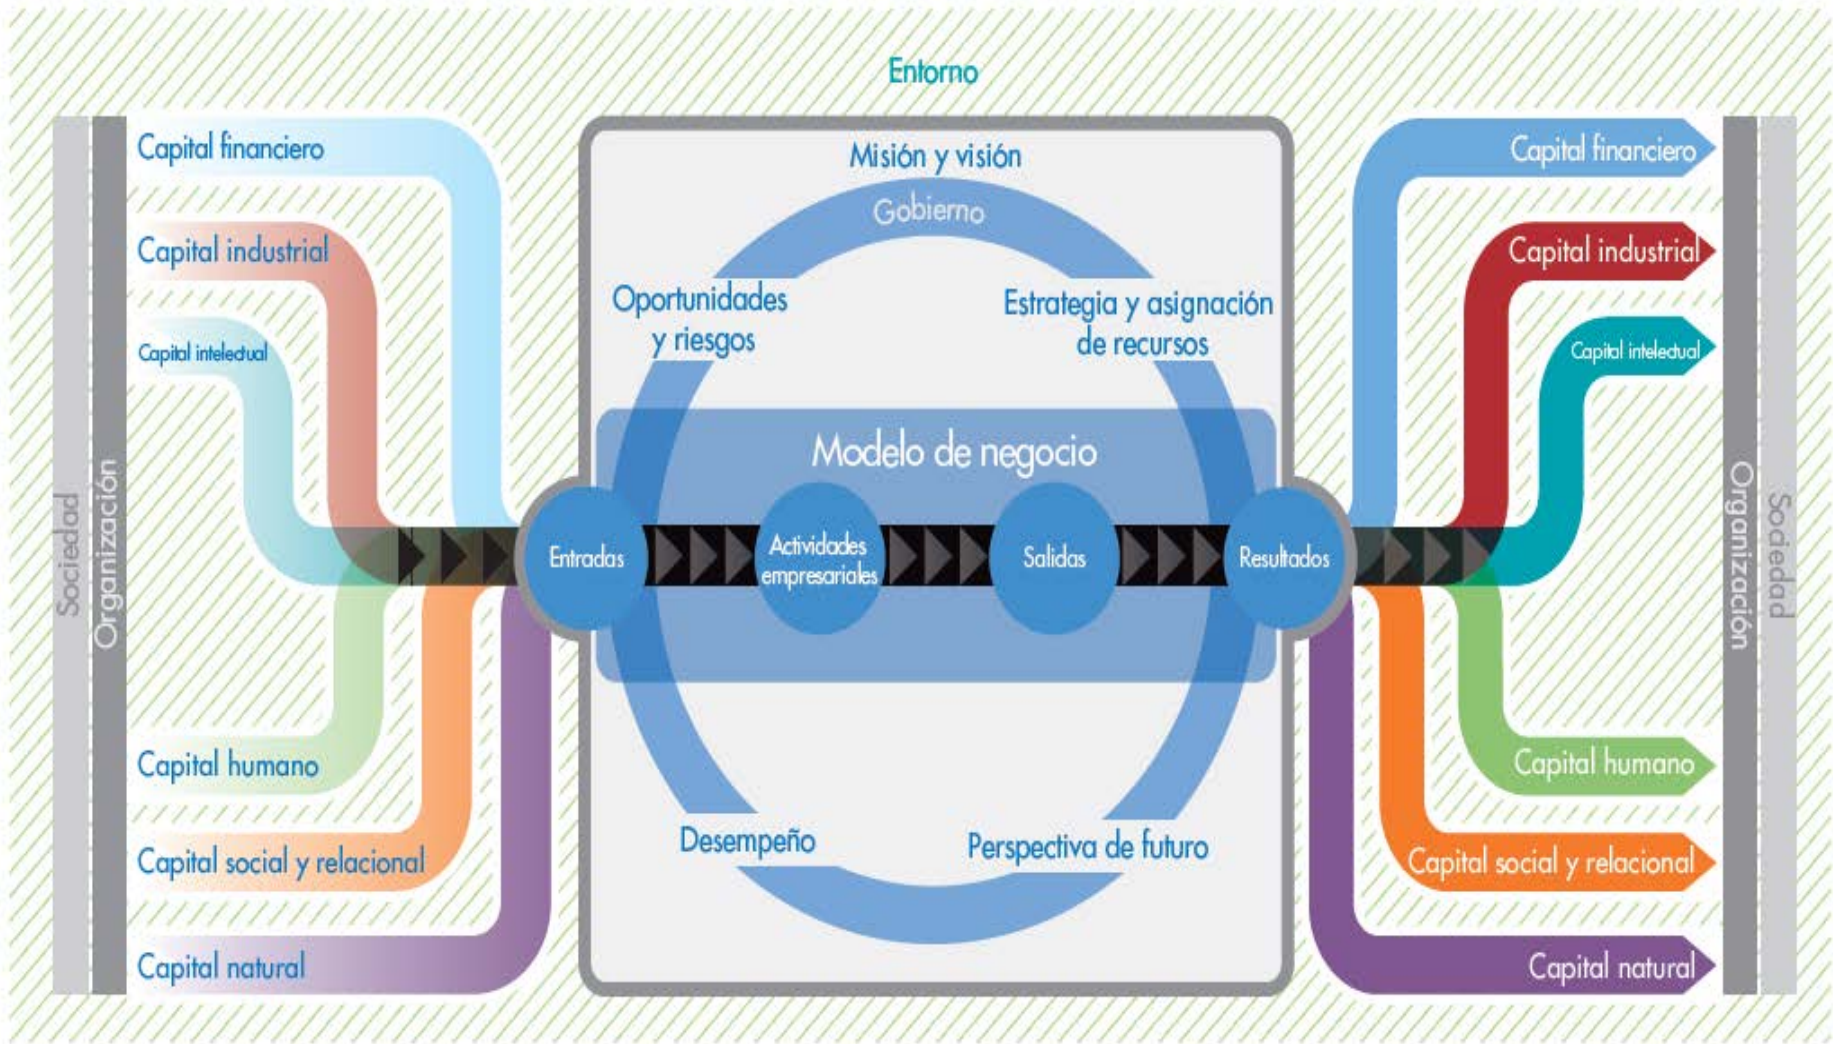 Entorno
Sociedad
Organización
Capital financiero
Capital industrial
Capital intelectual
Capital humano
Capital social y relacional
Capital natural
Misión y visión
Gobierno
Oportunidades
y riesgos
Estrategia y asignación
de recursos
Modelo de negocio
Entradas
Actividades
empresariales
Salidas
Resultados
Desempeño
Perspectiva de futuro
Capital financiero
Capital industrial
Capital intelectual
Capital humano
Capital social y relacional
Capital natural
Organización
Sociedad